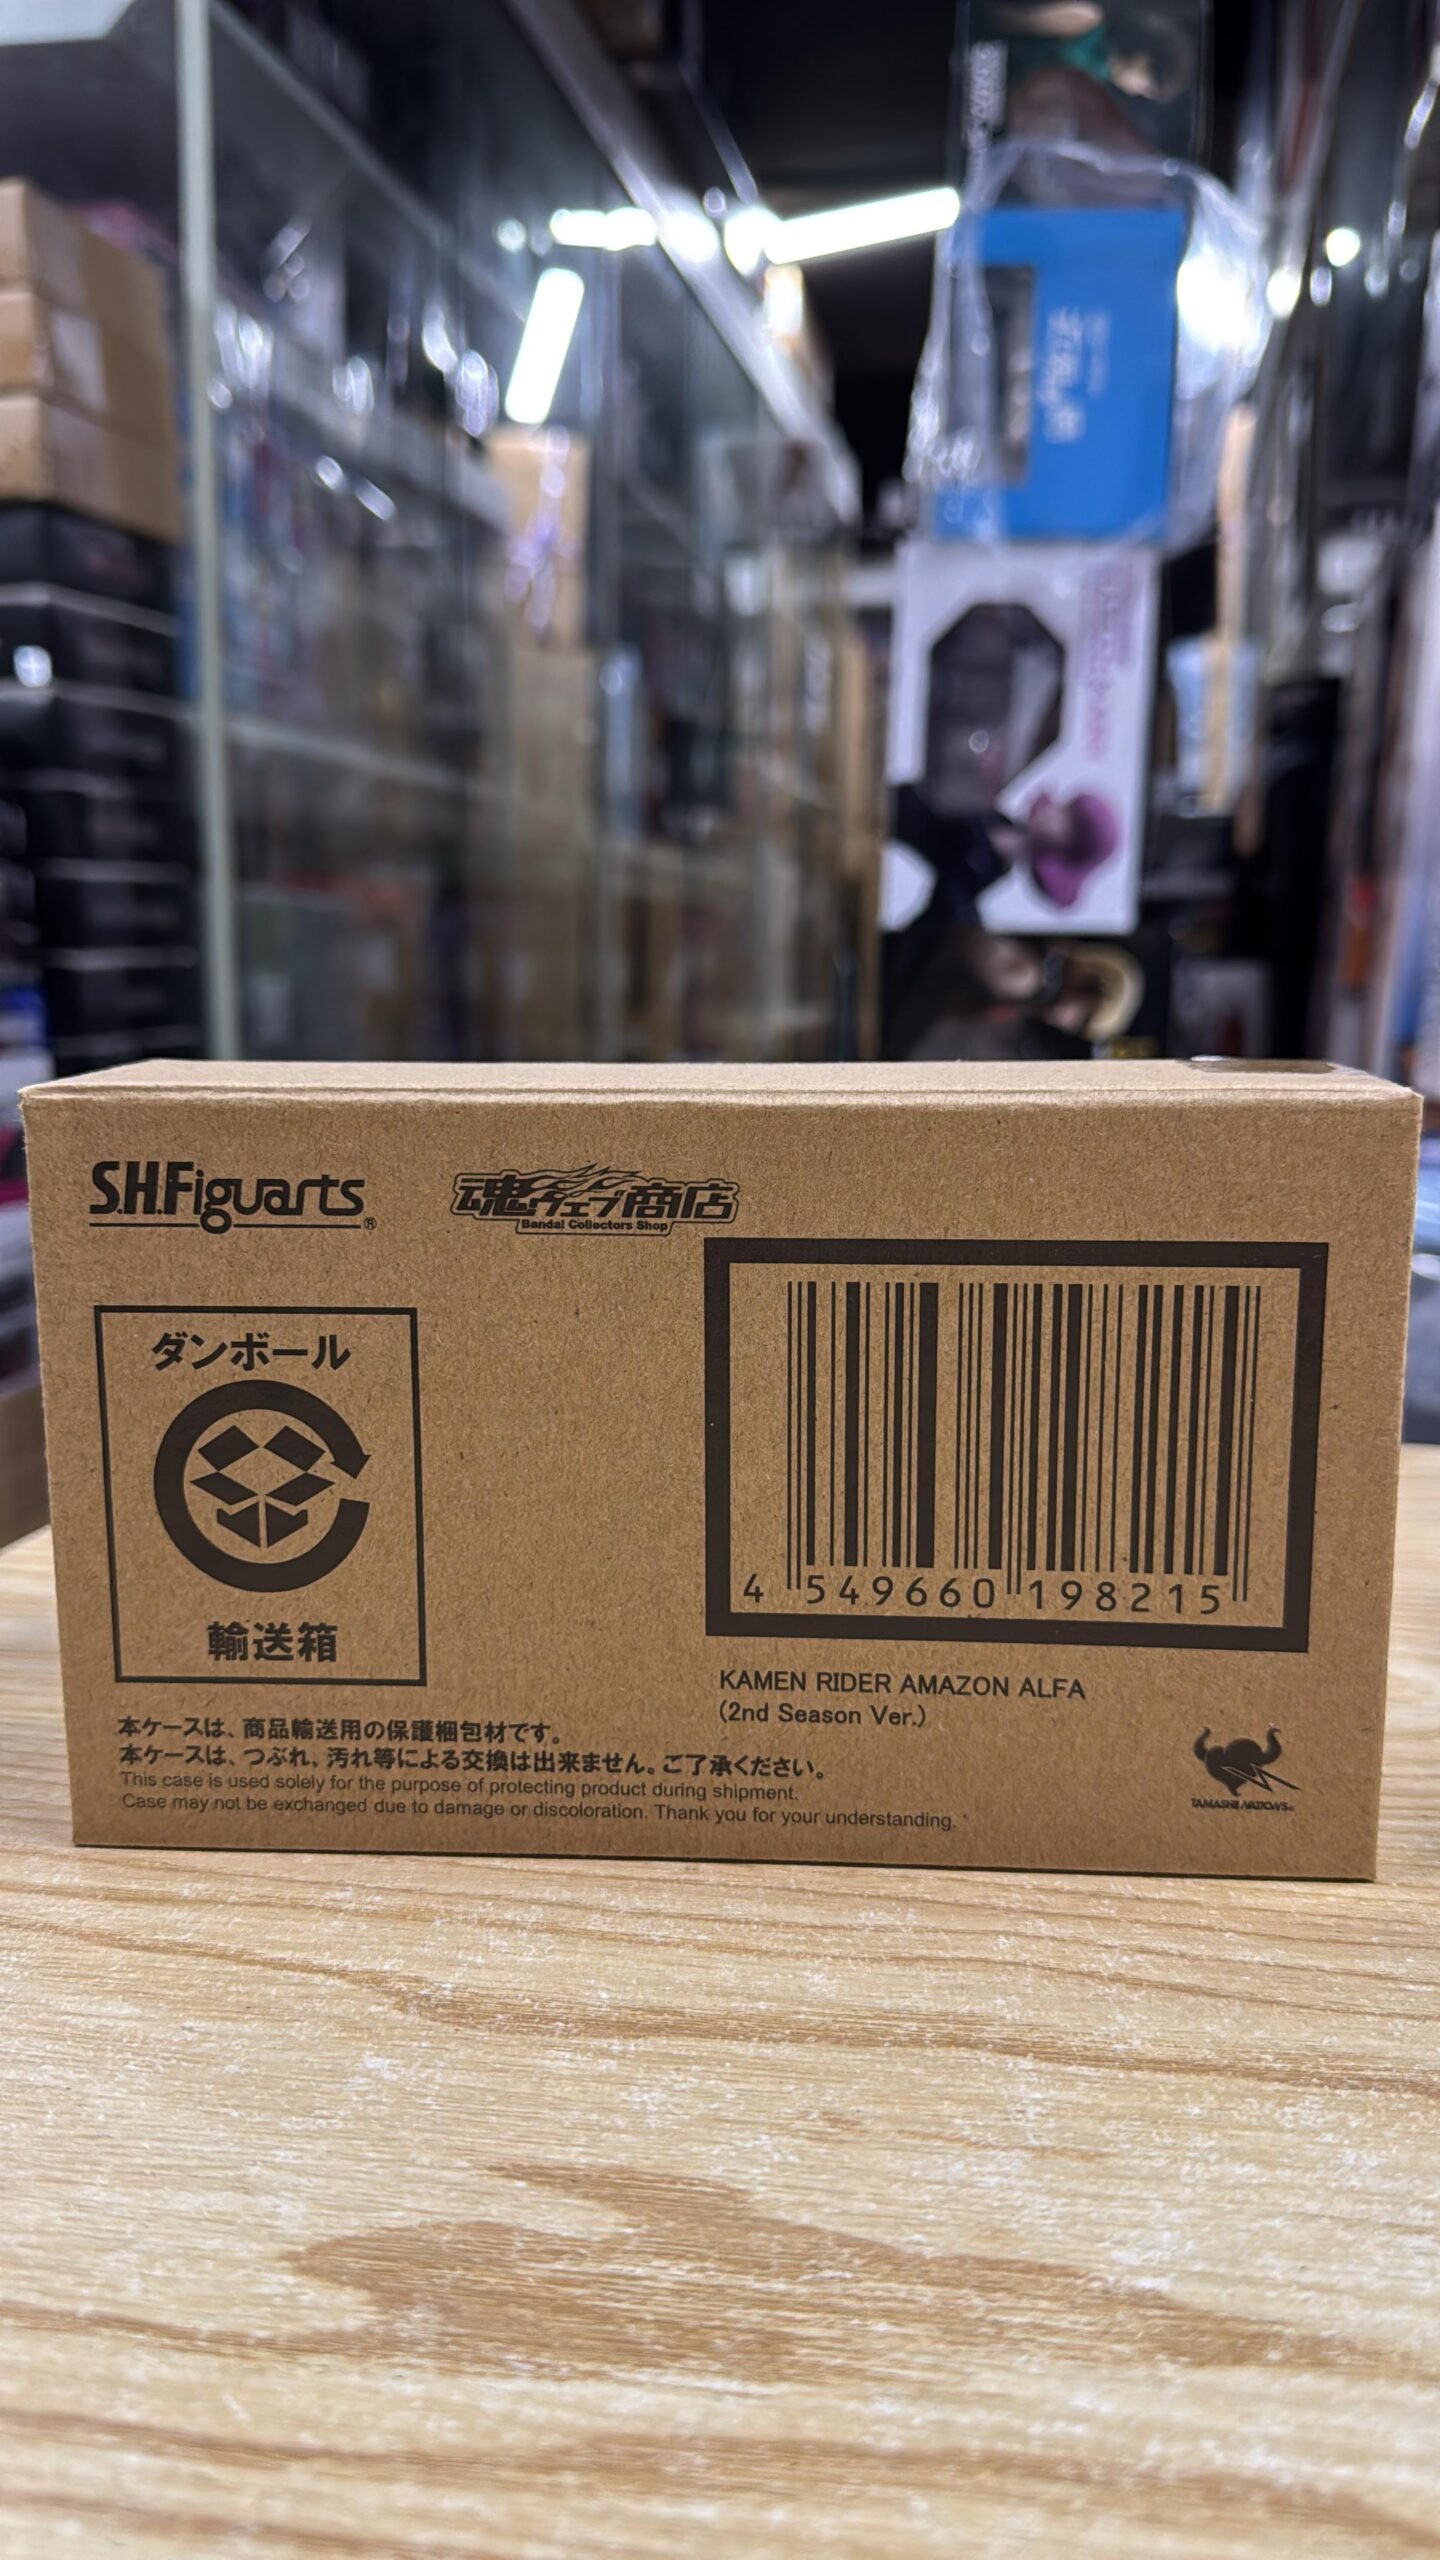 S.H.Figuarts®
魂ウェブ商店
Bandai Collectors Shop
ダンボール
輸送箱
4 549660 198215
KAMEN RIDER AMAZON ALFA
(2nd Season Ver.)
本ケースは、商品輸送用の保護梱包材です。
本ケースは、つぶれ、汚れ等による交換は出来ません。ご了承ください。
This case is used solely for the purpose of protecting product during shipment.
Case may not be exchanged due to damage or discoloration. Thank you for your understanding.
TAMASHII NATIONS